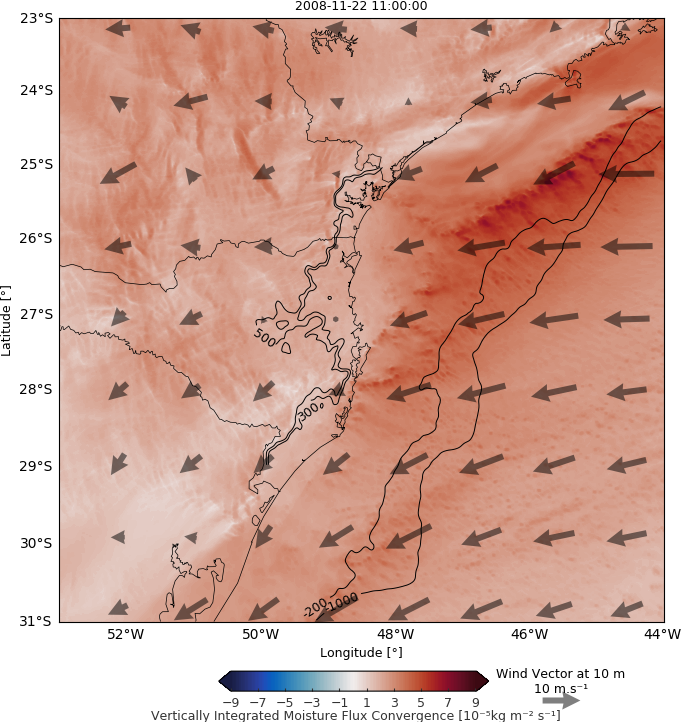 2008-11-22 11:00:00
23°S
24°S
25°S
26°S
27°S
28°S
29°S
30°S
31°S
Latitude [°]
500
300
-200
-1000
52°W 50°W 48°W 46°W 44°W
Longitude [°]
−9 −7 −5 −3 −1 1 3 5 7 9
Vertically Integrated Moisture Flux Convergence [10⁻⁵kg m⁻² s⁻¹]
Wind Vector at 10 m
10 m.s⁻¹